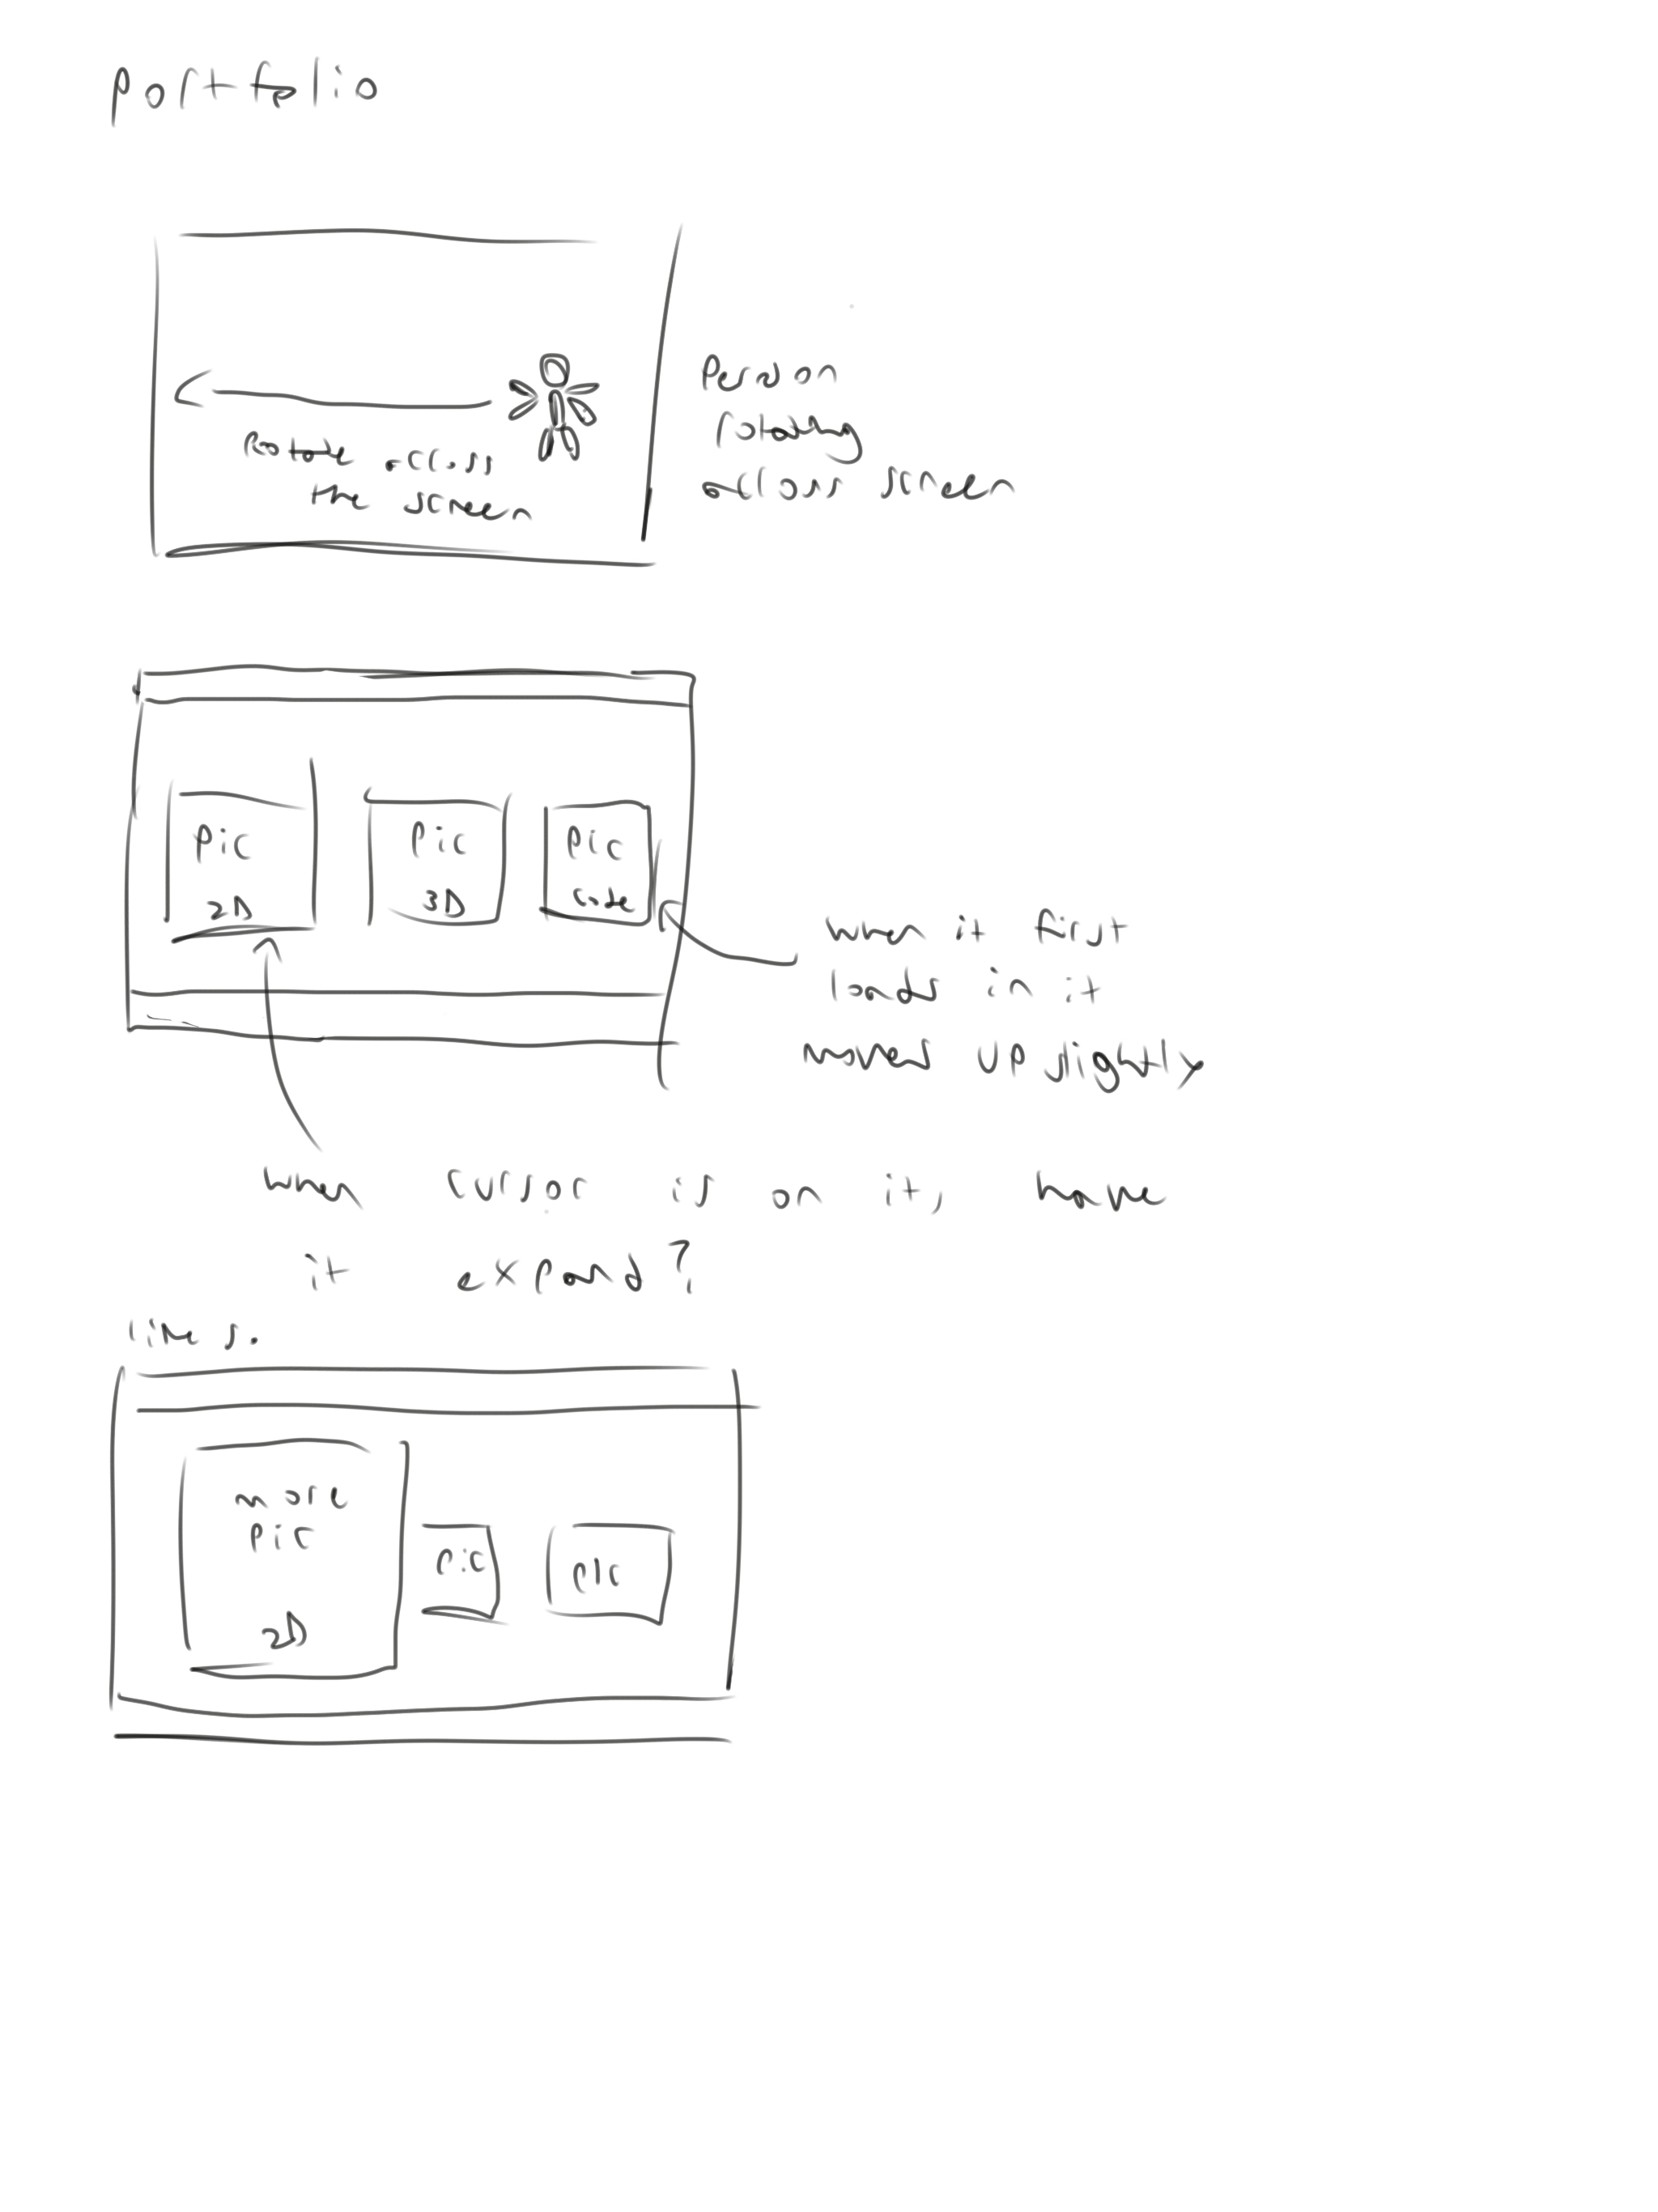 portfolio
Person
rotating
across screen
Rotate across
the screen
Pic
2D
Pic
3D
Pic
Code
when it first
loads in it
moves up slightly
when cursor is on it, have
it expand?
like s.
more
pic
2D
pic
pic